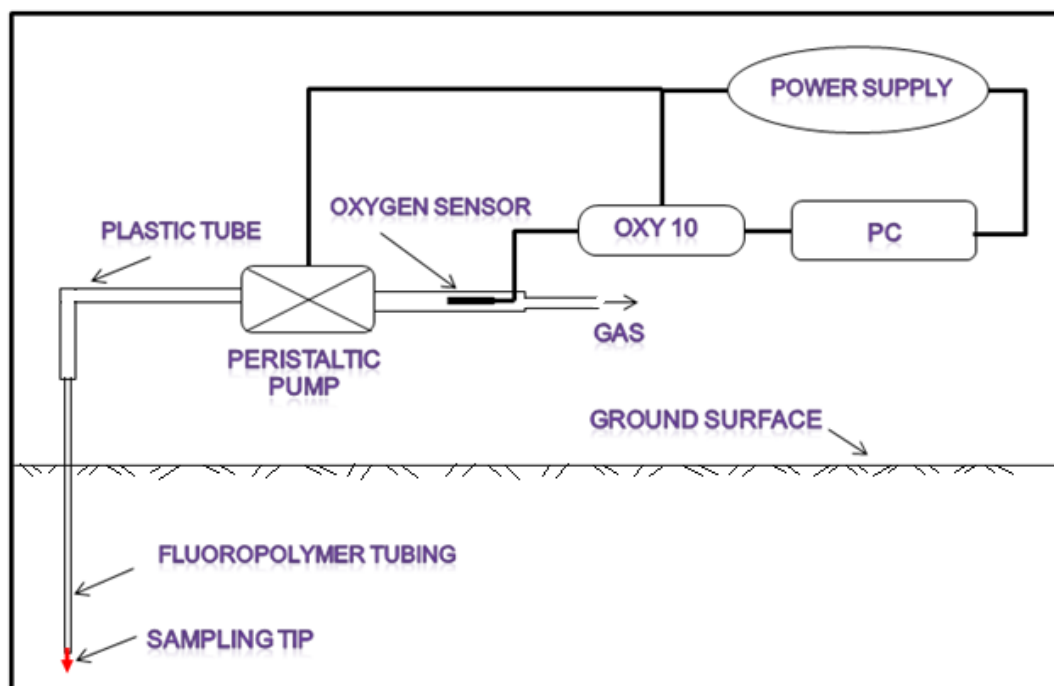 POWER SUPPLY
OXYGEN SENSOR
OXY 10
PC
PLASTIC TUBE
GAS
PERISTALTIC
PUMP
GROUND SURFACE
FLUOROPOLYMER TUBING
SAMPLING TIP